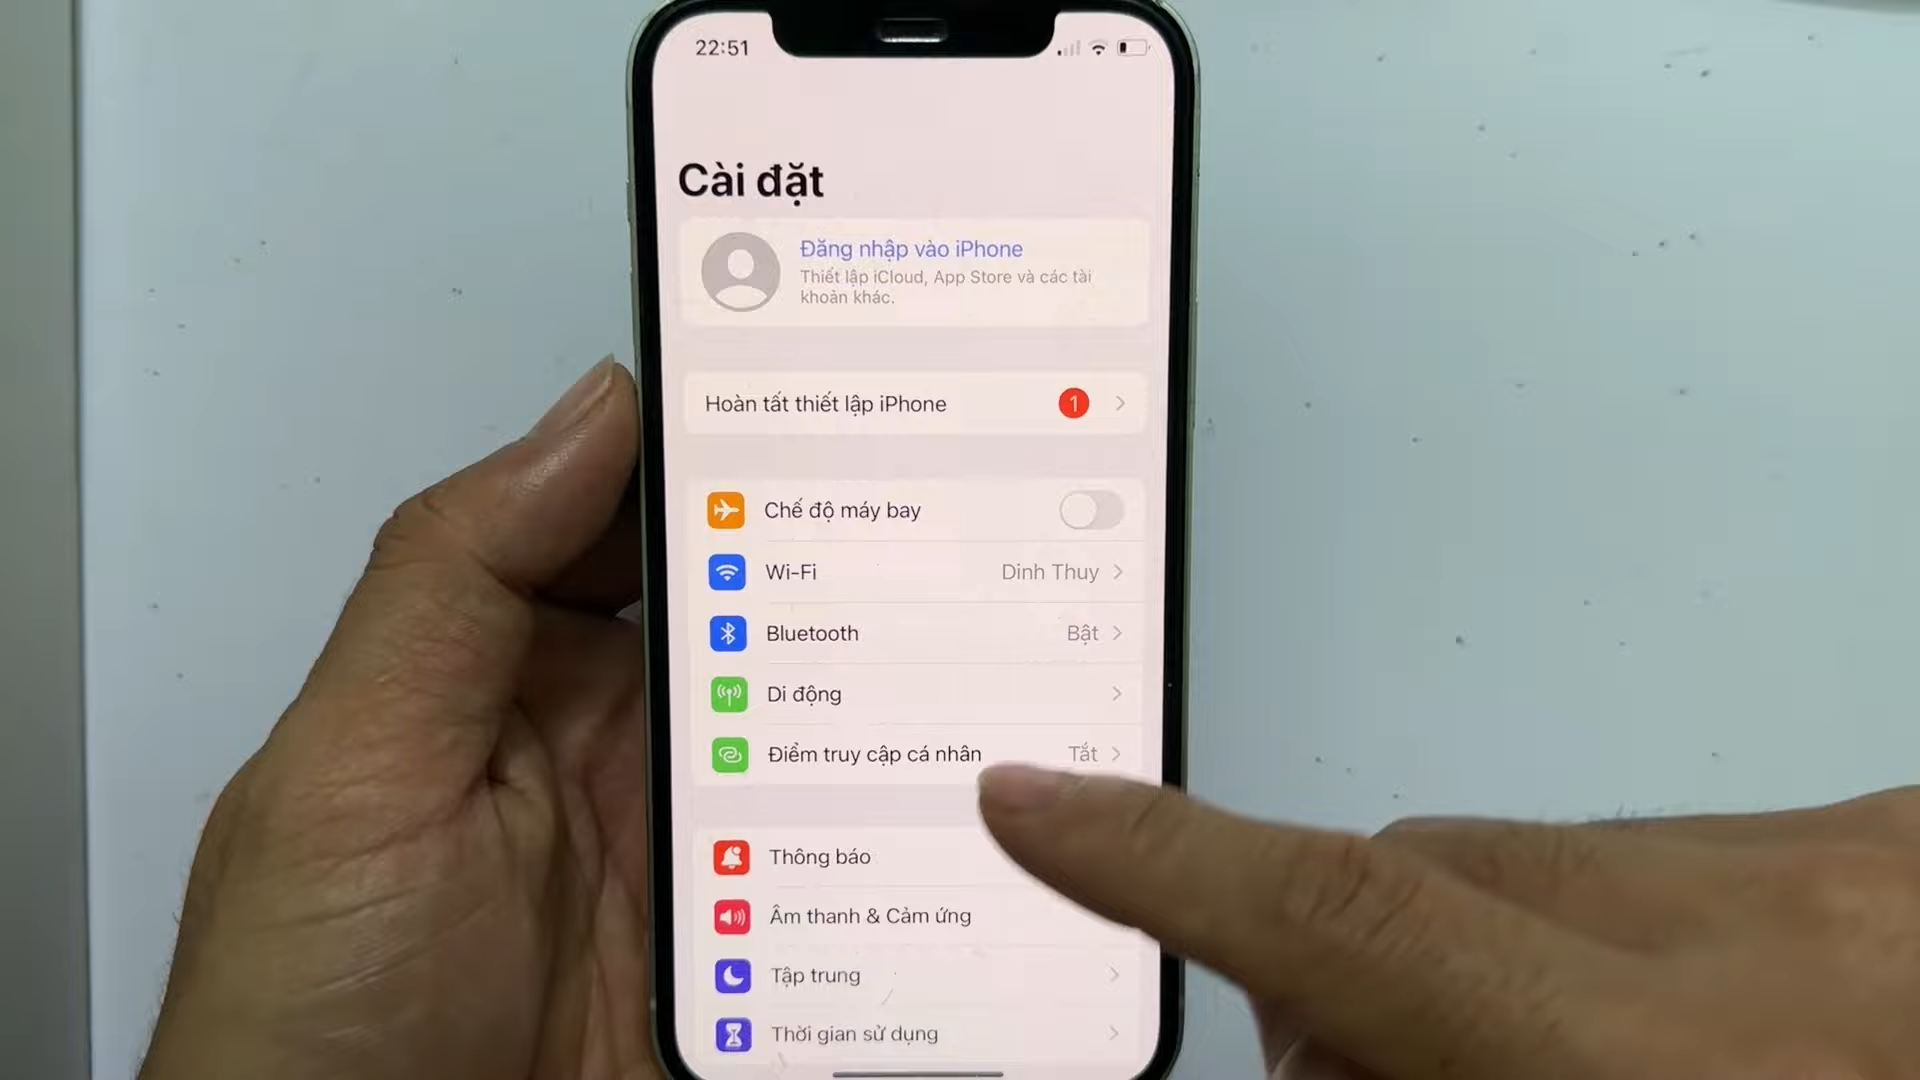 22:51
Cài đặt
Đăng nhập vào iPhone
Thiết lập iCloud, App Store và các tài
khoản khác.
Hoàn tất thiết lập iPhone 1
Chế độ máy bay
Wi-Fi Dinh Thuy
Bluetooth Bật
Di động
Điểm truy cập cá nhân Tắt
Thông báo
Âm thanh & Cảm ứng
Tập trung
Thời gian sử dụng